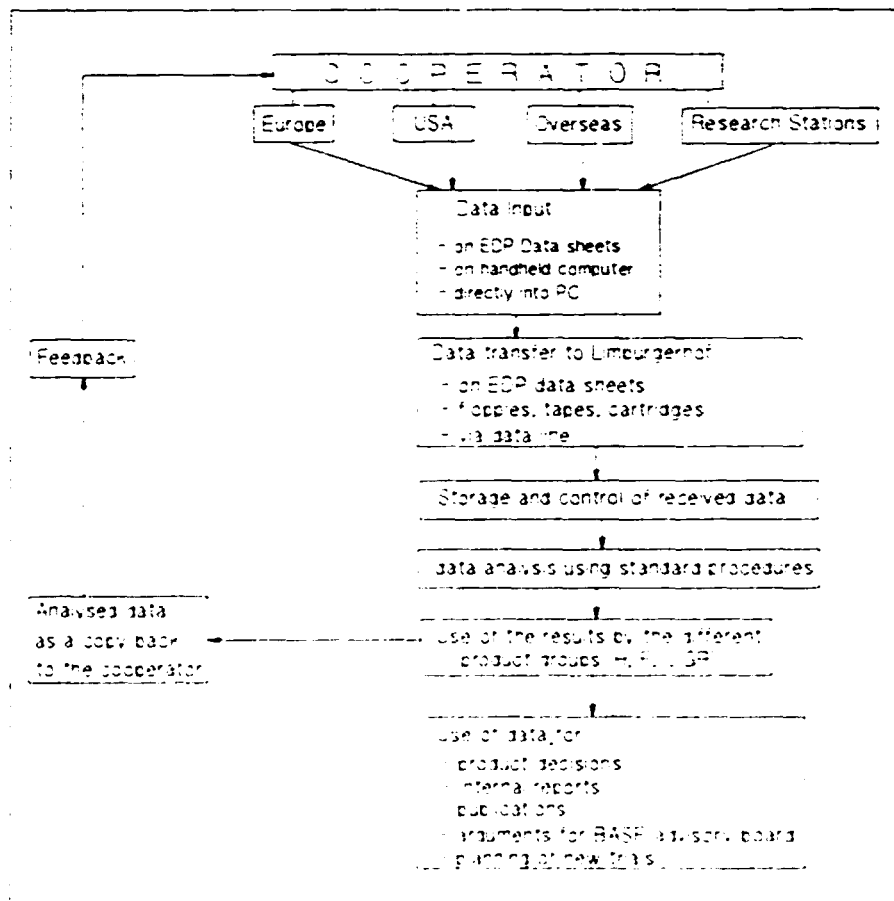 COOPERATOR
Europe
USA
Overseas
Research Stations
Data Input
- on EDP Data sheets
- on handheld computer
- directly into PC
Data transfer to Limburgerhof
- on EDP data sheets
- floppies, tapes, cartridges
- via data line
Feedback
Storage and control of received data
data analysis using standard procedures
Analysed data
as a copy back
to the cooperator
Use of the results by the different
product groups H, F,
Use of data for
- product decisions
- internal reports
- publications
- arguments for BASF advisory board
- planning of new trials